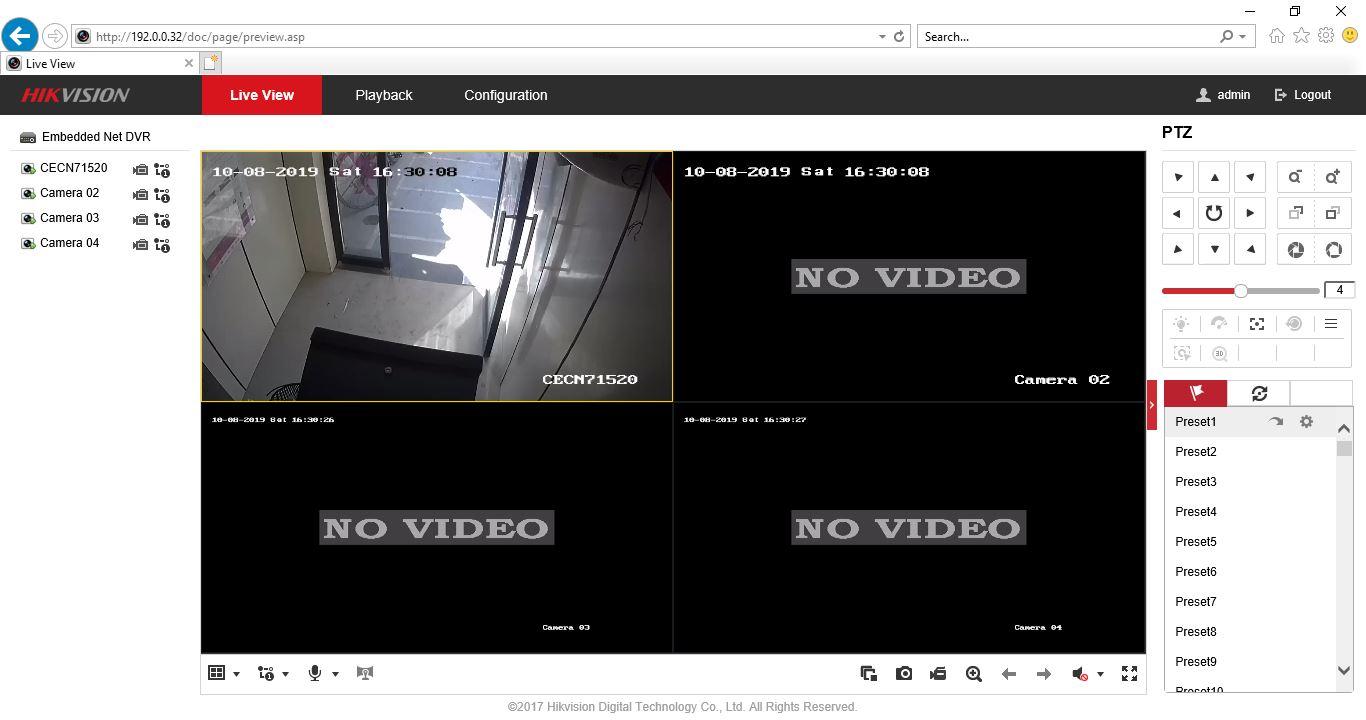 http://192.0.0.32/doc/page/preview.asp
Search...
Live View
HIKVISION
Live View
Playback
Configuration
admin
Logout
Embedded Net DVR
CECN71520
Camera 02
Camera 03
Camera 04
10-08-2019 Sat 16:30:08
CECN71520
10-08-2019 Sat 16:30:08
NO VIDEO
Camera 02
10-08-2019 Sat 16:30:26
NO VIDEO
Camera 03
10-08-2019 Sat 16:30:27
NO VIDEO
Camera 04
PTZ
4
3D
Preset1
Preset2
Preset3
Preset4
Preset5
Preset6
Preset7
Preset8
Preset9
Preset10
©2017 Hikvision Digital Technology Co., Ltd. All Rights Reserved.